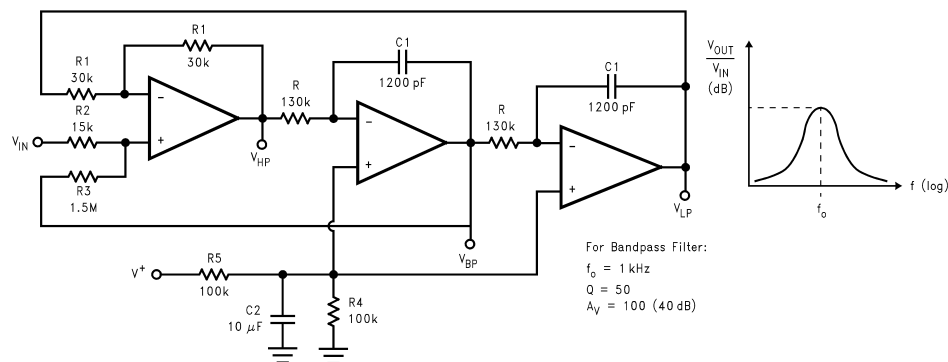 R1
30k
R1
30k
R2
15k
V_IN
R3
1.5M
V_HP
R
130k
C1
1200 pF
V_BP
R
130k
C1
1200 pF
V_LP
−
+
−
+
−
+
V⁺
R5
100k
C2
10 μF
R4
100k
V_OUT
V_IN
(dB)
f (log)
f_o
For Bandpass Filter:
f_o = 1 kHz
Q = 50
A_V = 100 (40 dB)